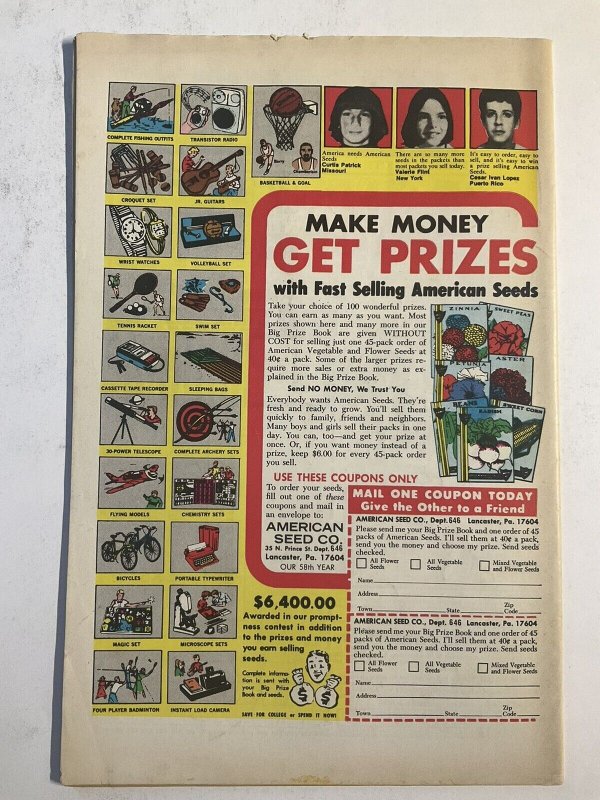 COMPLETE FISHING OUTFITS
TRANSISTOR RADIO
CROQUET SET
JR. GUITARS
WRIST WATCHES
VOLLEYBALL SET
TENNIS RACKET
SWIM SET
CASSETTE TAPE RECORDER
SLEEPING BAGS
30-POWER TELESCOPE
COMPLETE ARCHERY SETS
FLYING MODELS
CHEMISTRY SETS
BICYCLES
PORTABLE TYPEWRITER
MAGIC SET
MICROSCOPE SETS
FOUR PLAYER BADMINTON
INSTANT LOAD CAMERA
BASKETBALL & GOAL
America needs American
Seeds
Curtis Patrick
Missouri
There are so many more
seeds in the packets than
most packets you sell today.
Valerie Flint
New York
It's easy to order, easy to
sell, and it's easy to win
a prize selling American
Seeds.
Cesar Ivan Lopez
Puerto Rico
MAKE MONEY
GET PRIZES
with Fast Selling American Seeds
Take your choice of 100 wonderful prizes.
You can earn as many as you want. Most
prizes shown here and many more in our
Big Prize Book are given WITHOUT
COST for selling just one 45-pack order of
American Vegetable and Flower Seeds at
40¢ a pack. Some of the larger prizes re-
quire more sales or extra money as ex-
plained in the Big Prize Book.
Send NO MONEY, We Trust You
Everybody wants American Seeds. They're
fresh and ready to grow. You'll sell them
quickly to family, friends and neighbors.
Many boys and girls sell their packs in one
day. You can, too—and get your prize at
once. Or, if you want money instead of a
prize, keep $6.00 for every 45-pack order
you sell.
ZINNIA
SWEET PEAS
PETUNIA
ASTER
BEANS
RADISH
SWEET CORN
USE THESE COUPONS ONLY
To order your seeds,
fill out one of these
coupons and mail in
an envelope to:
AMERICAN
SEED CO.
35 N. Prince St. Dept. 646
Lancaster, Pa. 17604
OUR 58th YEAR
$6,400.00
Awarded in our prompt-
ness contest in addition
to the prizes and money
you earn selling
seeds.
Complete informa-
tion is sent with
your Big Prize
Book and seeds.
SAVE FOR COLLEGE or SPEND IT NOW!
MAIL ONE COUPON TODAY
Give the Other to a Friend
AMERICAN SEED CO., Dept. 646 Lancaster, Pa. 17604
Please send me your Big Prize Book and one order of 45
packs of American Seeds. I'll sell them at 40¢ a pack,
send you the money and choose my prize. Send seeds
checked.
All Flower
Seeds
All Vegetable
Seeds
Mixed Vegetable
and Flower Seeds
Name
Address
Town State Zip Code
AMERICAN SEED CO., Dept. 646 Lancaster, Pa. 17604
Please send me your Big Prize Book and one order of 45
packs of American Seeds. I'll sell them at 40¢ a pack,
send you the money and choose my prize. Send seeds
checked.
All Flower
Seeds
All Vegetable
Seeds
Mixed Vegetable
and Flower Seeds
Name
Address
Town State Zip Code